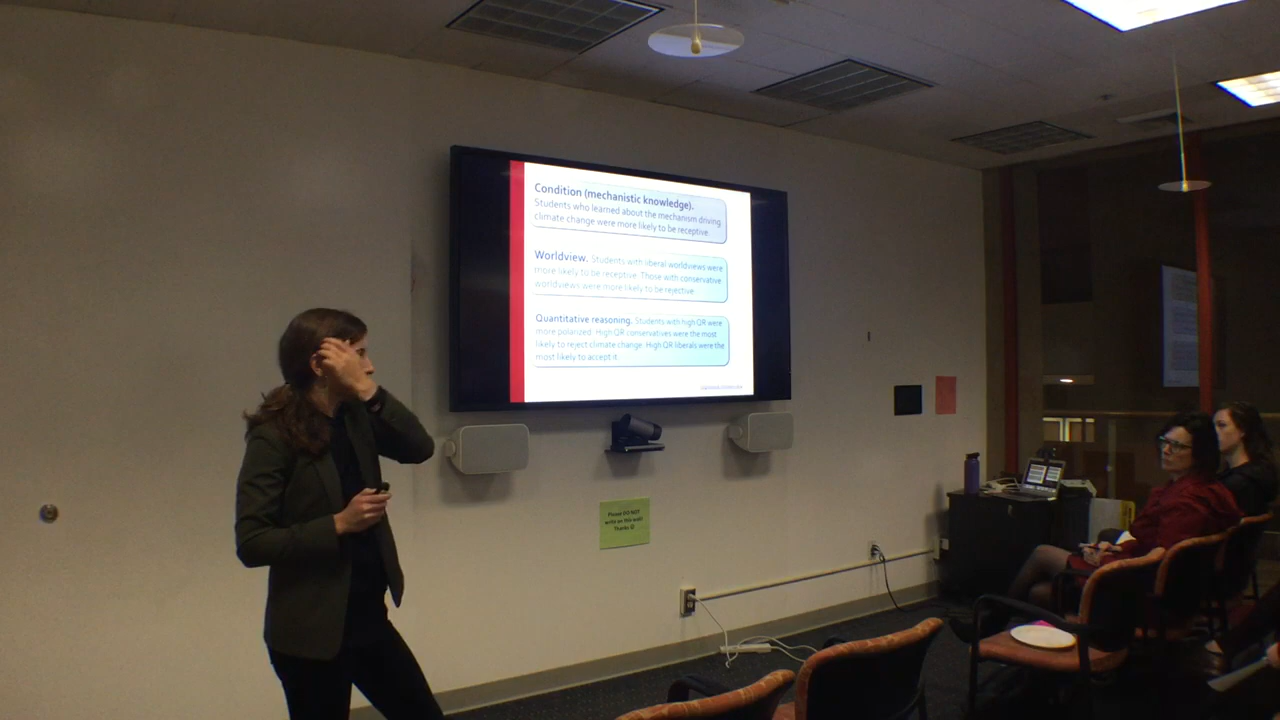 Condition (mechanistic knowledge).
Students who learned about the mechanism driving
climate change were more likely to be receptive
Worldview. Students with liberal worldviews were
more likely to be receptive. Those with conservative
worldviews were more likely to be rejective
Quantitative reasoning. Students with high QR were
more polarized. High QR conservatives were the most
likely to reject climate change. High QR liberals were the
most likely to accept it.
Please DO NOT
write on this wall!
Thanks ☺